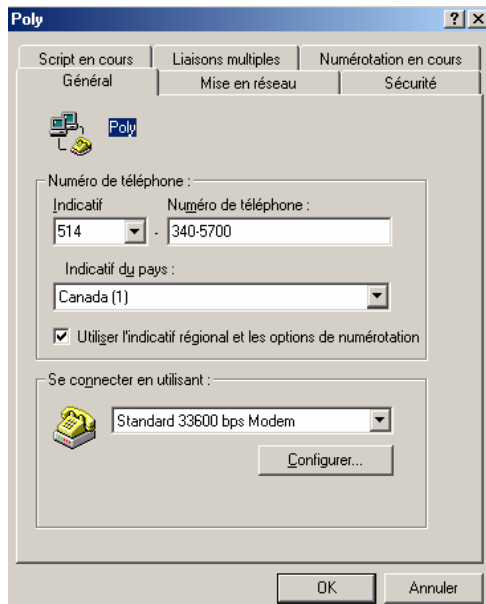 Poly
Script en cours Liaisons multiples Numérotation en cours
Général Mise en réseau Sécurité
Poly
Numéro de téléphone :
Indicatif Numéro de téléphone :
514 - 340-5700
Indicatif du pays :
Canada (1)
Utiliser l'indicatif régional et les options de numérotation
Se connecter en utilisant :
Standard 33600 bps Modem
Configurer...
OK Annuler